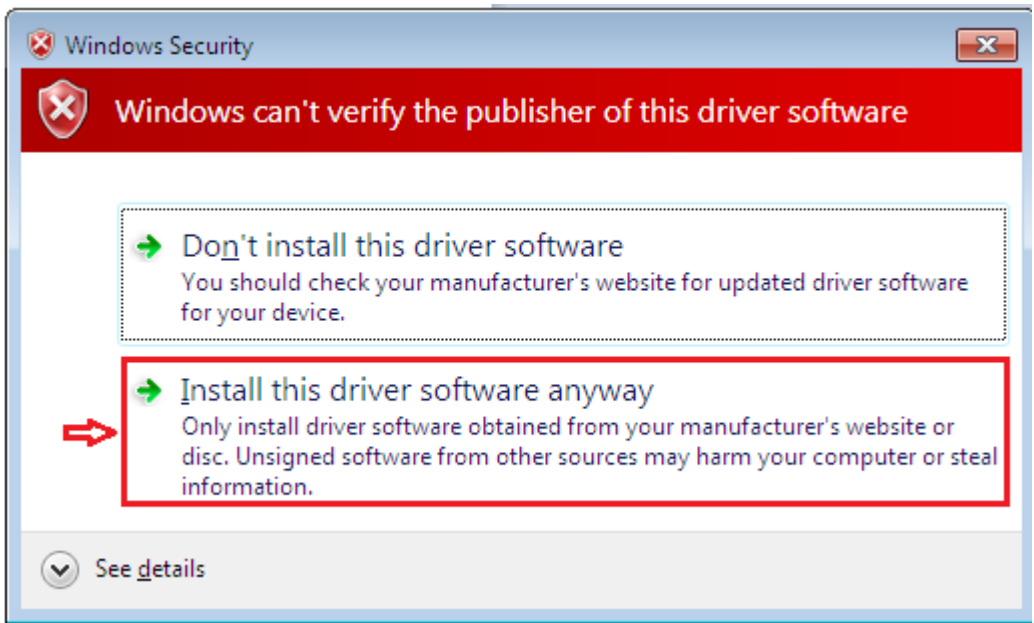 Windows Security
Windows can't verify the publisher of this driver software
Don't install this driver software
You should check your manufacturer's website for updated driver software
for your device.
Install this driver software anyway
Only install driver software obtained from your manufacturer's website or
disc. Unsigned software from other sources may harm your computer or steal
information.
See details